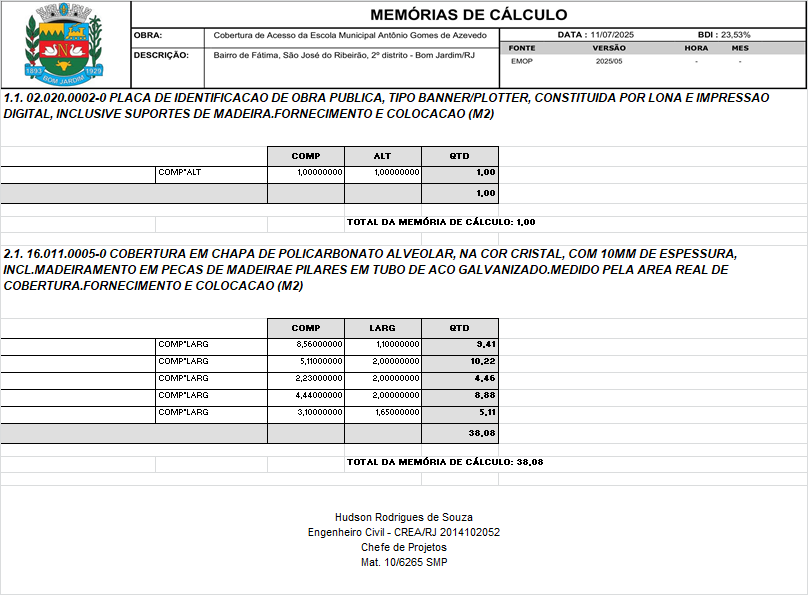 MEMÓRIAS DE CÁLCULO
OBRA: Cobertura de Acesso da Escola Municipal Antônio Gomes de Azevedo
DATA : 11/07/2025 BDI : 23,53%
DESCRIÇÃO: Bairro de Fátima, São José do Ribeirão, 2º distrito - Bom Jardim/RJ
FONTE VERSÃO HORA MES
EMOP 2025/05 - -
1893 BOM JARDIM 1929
1.1. 02.020.0002-0 PLACA DE IDENTIFICACAO DE OBRA PUBLICA, TIPO BANNER/PLOTTER, CONSTITUIDA POR LONA E IMPRESSAO
DIGITAL, INCLUSIVE SUPORTES DE MADEIRA.FORNECIMENTO E COLOCACAO (M2)
COMP ALT QTD
COMP*ALT 1,00000000 1,00000000 1,00
1,00
TOTAL DA MEMÓRIA DE CÁLCULO: 1,00
2.1. 16.011.0005-0 COBERTURA EM CHAPA DE POLICARBONATO ALVEOLAR, NA COR CRISTAL, COM 10MM DE ESPESSURA,
INCL.MADEIRAMENTO EM PECAS DE MADEIRAE PILARES EM TUBO DE ACO GALVANIZADO.MEDIDO PELA AREA REAL DE
COBERTURA.FORNECIMENTO E COLOCACAO (M2)
COMP LARG QTD
COMP*LARG 8,56000000 1,10000000 9,41
COMP*LARG 5,11000000 2,00000000 10,22
COMP*LARG 2,23000000 2,00000000 4,46
COMP*LARG 4,44000000 2,00000000 8,88
COMP*LARG 3,10000000 1,65000000 5,11
38,08
TOTAL DA MEMÓRIA DE CÁLCULO: 38,08
Hudson Rodrigues de Souza
Engenheiro Civil - CREA/RJ 2014102052
Chefe de Projetos
Mat. 10/6265 SMP